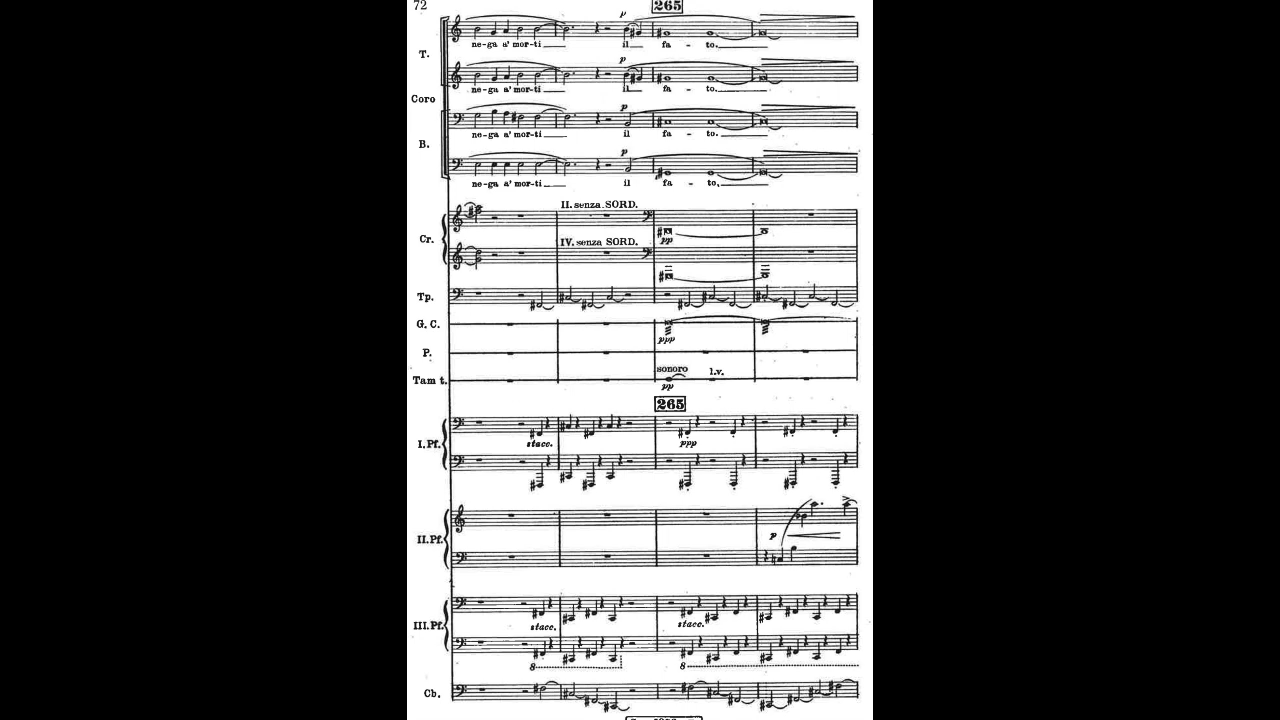 72
265
p
T.
ne-ga a' mor-ti il fa - to.
p
ne-ga a' mor-ti il fa - to.
Coro
p
ne-ga a' mor-ti il fa - to.
B.
p
ne-ga a' mor-ti il fa - to.
II. senza SORD.
Cr.
pp
IV. senza SORD.
Tp.
G. C.
ppp
P.
sonoro l.v.
Tam t.
pp
265
I. Pf.
stacc. ppp
II. Pf.
p
III. Pf.
stacc. stacc.
8 8
Cb.